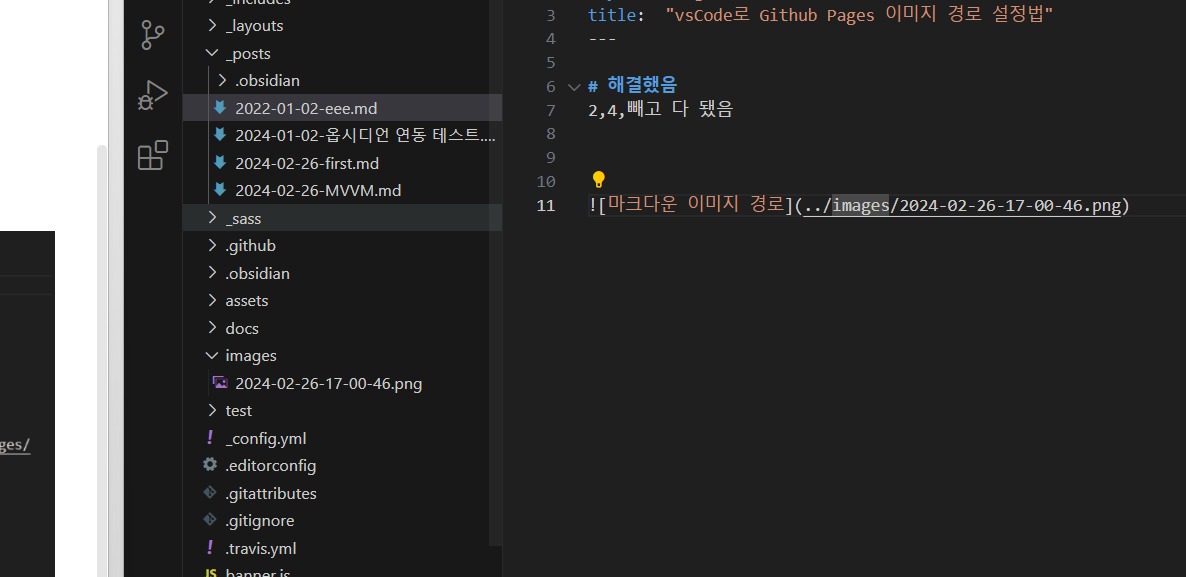 _includes
_layouts
_posts
.obsidian
2022-01-02-eee.md
2024-01-02-옵시디언 연동 테스트....
2024-02-26-first.md
2024-02-26-MVVM.md
_sass
.github
.obsidian
assets
docs
images
2024-02-26-17-00-46.png
test
! _config.yml
.editorconfig
.gitattributes
.gitignore
! .travis.yml
JS banner.js
ges/
3 title: "vsCode로 Github Pages 이미지 경로 설정법"
4 ---
5
6 # 해결했음
7 2,4,빼고 다 됐음
8
9
10
11 ![마크다운 이미지 경로](../images/2024-02-26-17-00-46.png)